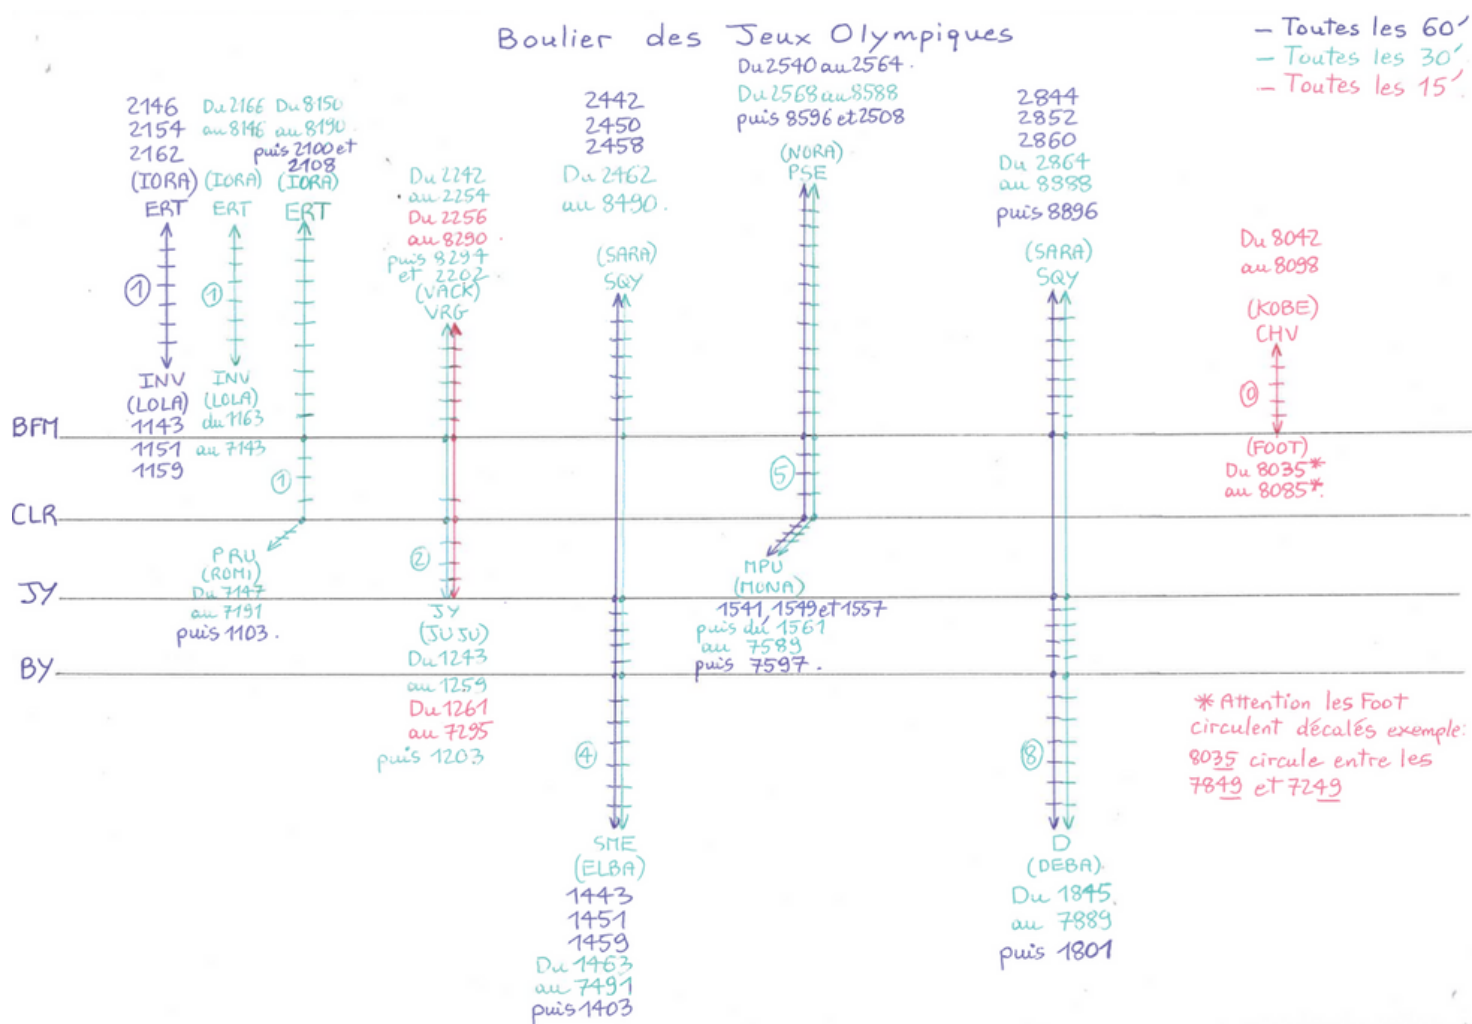 Boulier des Jeux Olympiques
— Toutes les 60'
— Toutes les 30'
— Toutes les 15'
2146
2154
2162
(IORA)
ERT
①
INV
(LOLA)
1143
1151
1159
Du 2166
au 8146
(IORA)
ERT
①
INV
(LOLA)
du 1163
au 7143
Du 8150
au 8190
puis 2100 et
2108
(IORA)
ERT
①
PRU
(ROMI)
Du 7147
au 7191
puis 1103.
Du 2242
au 2254
Du 2256
au 8290
puis 8294
et 2202
(VACK)
VRG
②
JY
(JUJU)
Du 1243
au 1259
Du 1261
au 7295
puis 1203
2442
2450
2458
Du 2462
au 8490.
(SARA)
SQY
④
SME
(ELBA)
1443
1451
1459
Du 1463
au 7491
puis 1403
Du 2540 au 2564.
Du 2568 au 8588
puis 8596 et 2508
(NORA)
PSE
⑤
MPU
(MONA)
1541, 1549 et 1557
puis du 1561
au 7589
puis 7597.
2844
2852
2860
Du 2864
au 8888
puis 8896
(SARA)
SQY
⑧
D
(DEBA).
Du 1845
au 7889
puis 1801
Du 8042
au 8098
(KOBE)
CHV
⓪
(FOOT)
Du 8035*
au 8085*.
BFM
CLR
JY
BY
* Attention les Foot
circulent décalés exemple:
8035 circule entre les
7849 et 7249